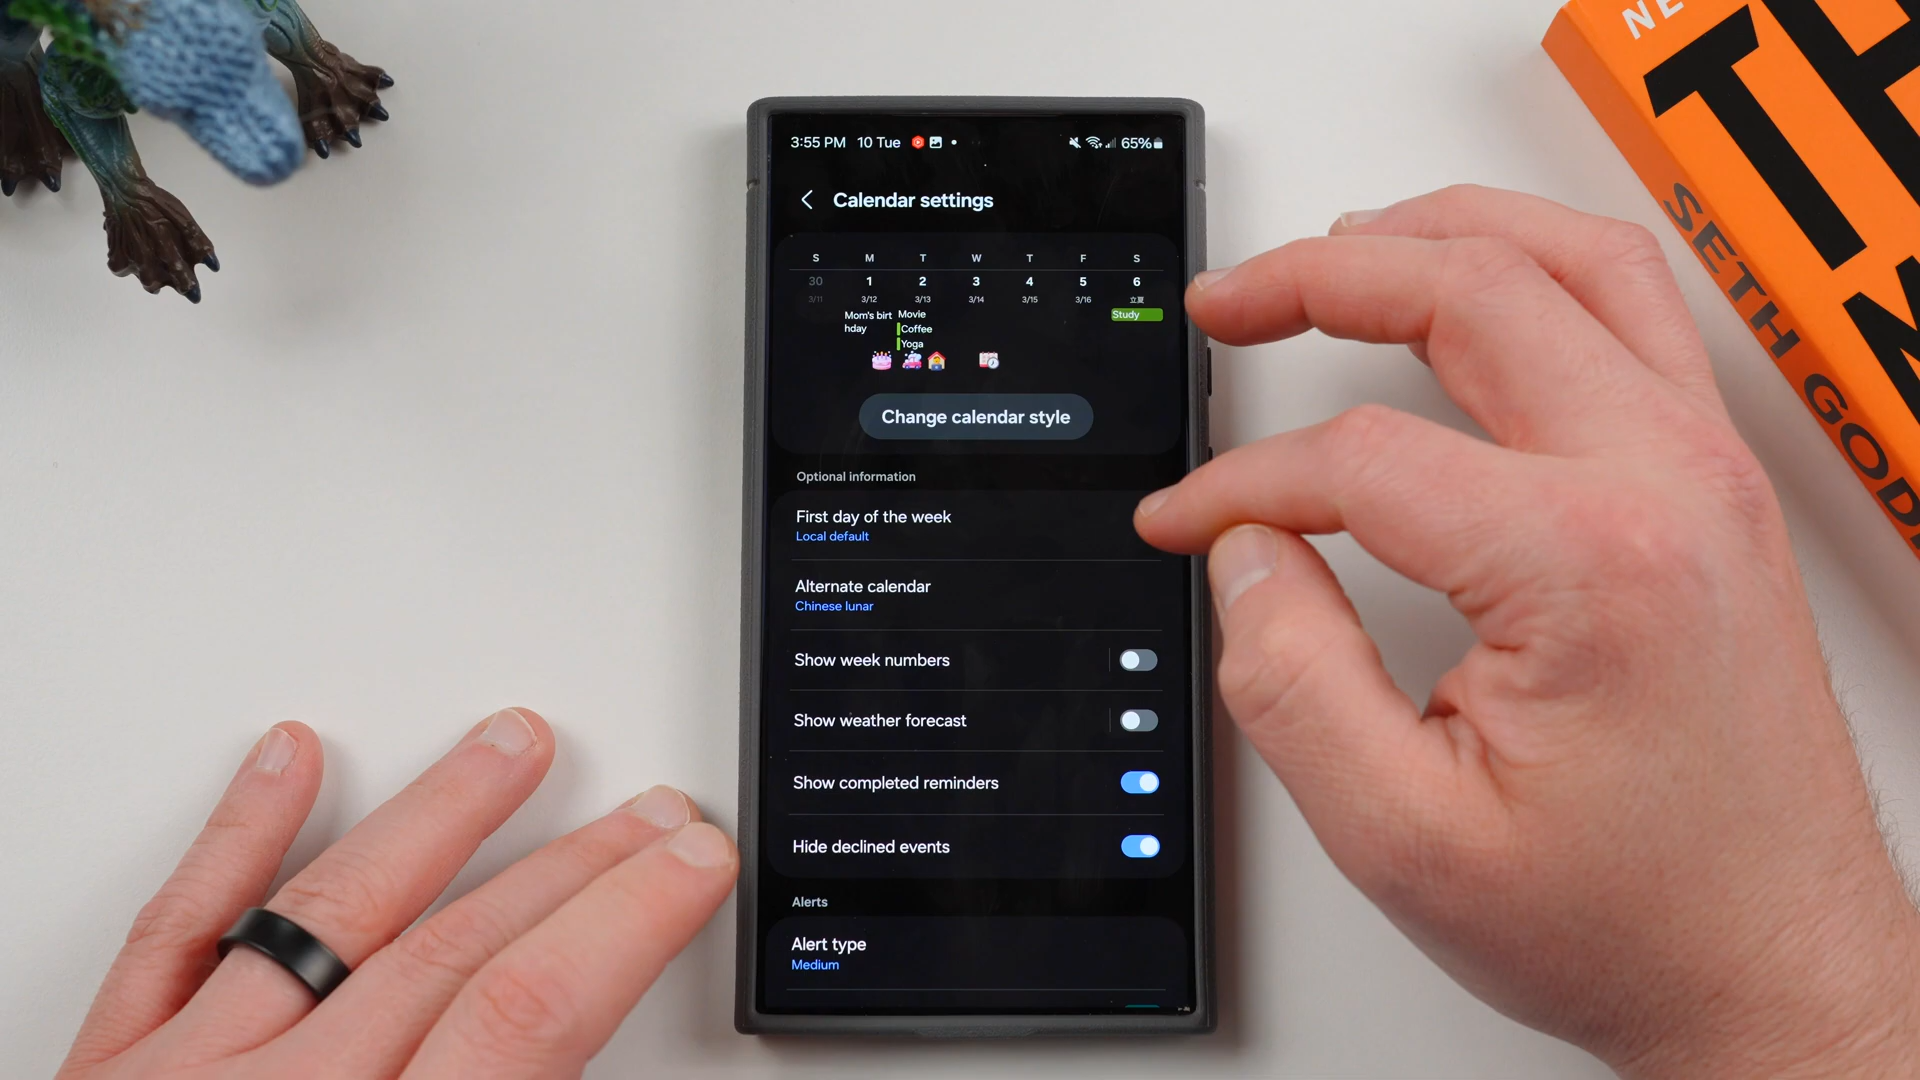 3:55 PM 10 Tue 65%
Calendar settings
S M T W T F S
30 1 2 3 4 5 6
3/11 3/12 3/13 3/14 3/15 3/16 立夏
Mom's birt
hday
Movie
Coffee
Yoga
Study
Change calendar style
Optional information
First day of the week
Local default
Alternate calendar
Chinese lunar
Show week numbers
Show weather forecast
Show completed reminders
Hide declined events
Alerts
Alert type
Medium
NE
TH
SETH GOD